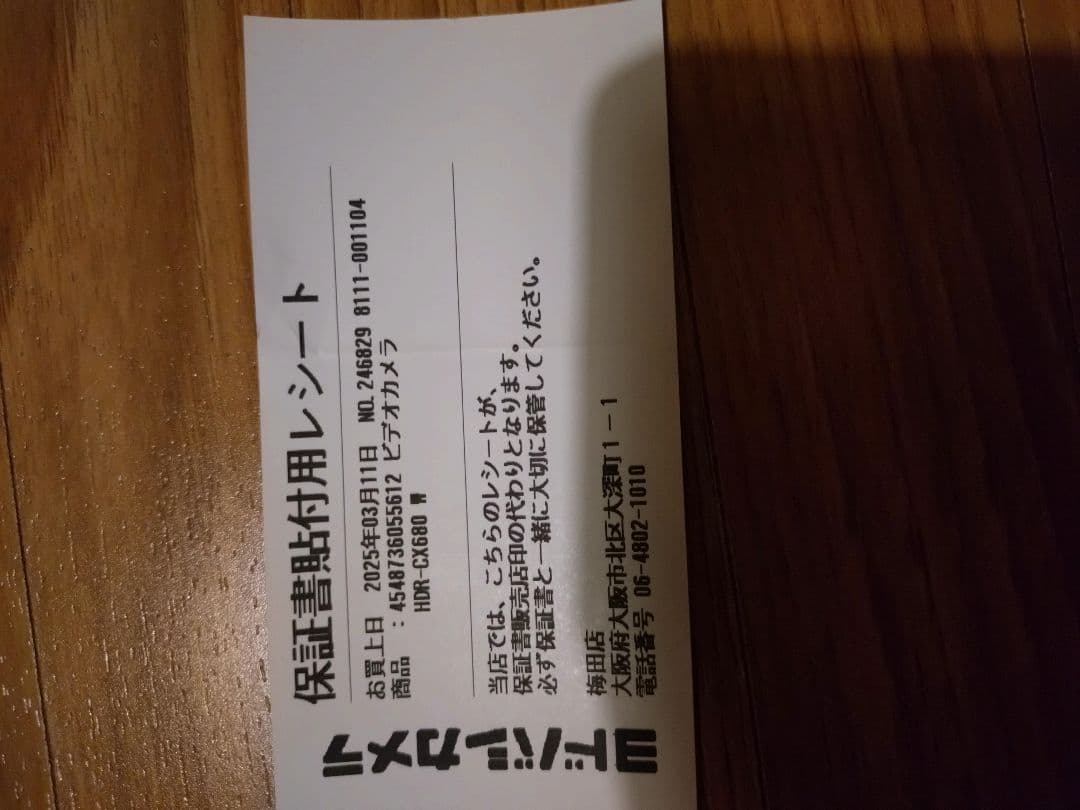 ヨドバシカメラ
保証書貼付用レシート
お買上日 2025年03月11日 NO.246829 8111-001104
商品 :4548736055612 ビデオカメラ
HDR-CX680 W
当店では、こちらのレシートが、
保証書販売店印の代わりとなります。
必ず保証書と一緒に大切に保管してください。
梅田店
大阪府大阪市北区大深町1-1
電話番号 06-4802-1010